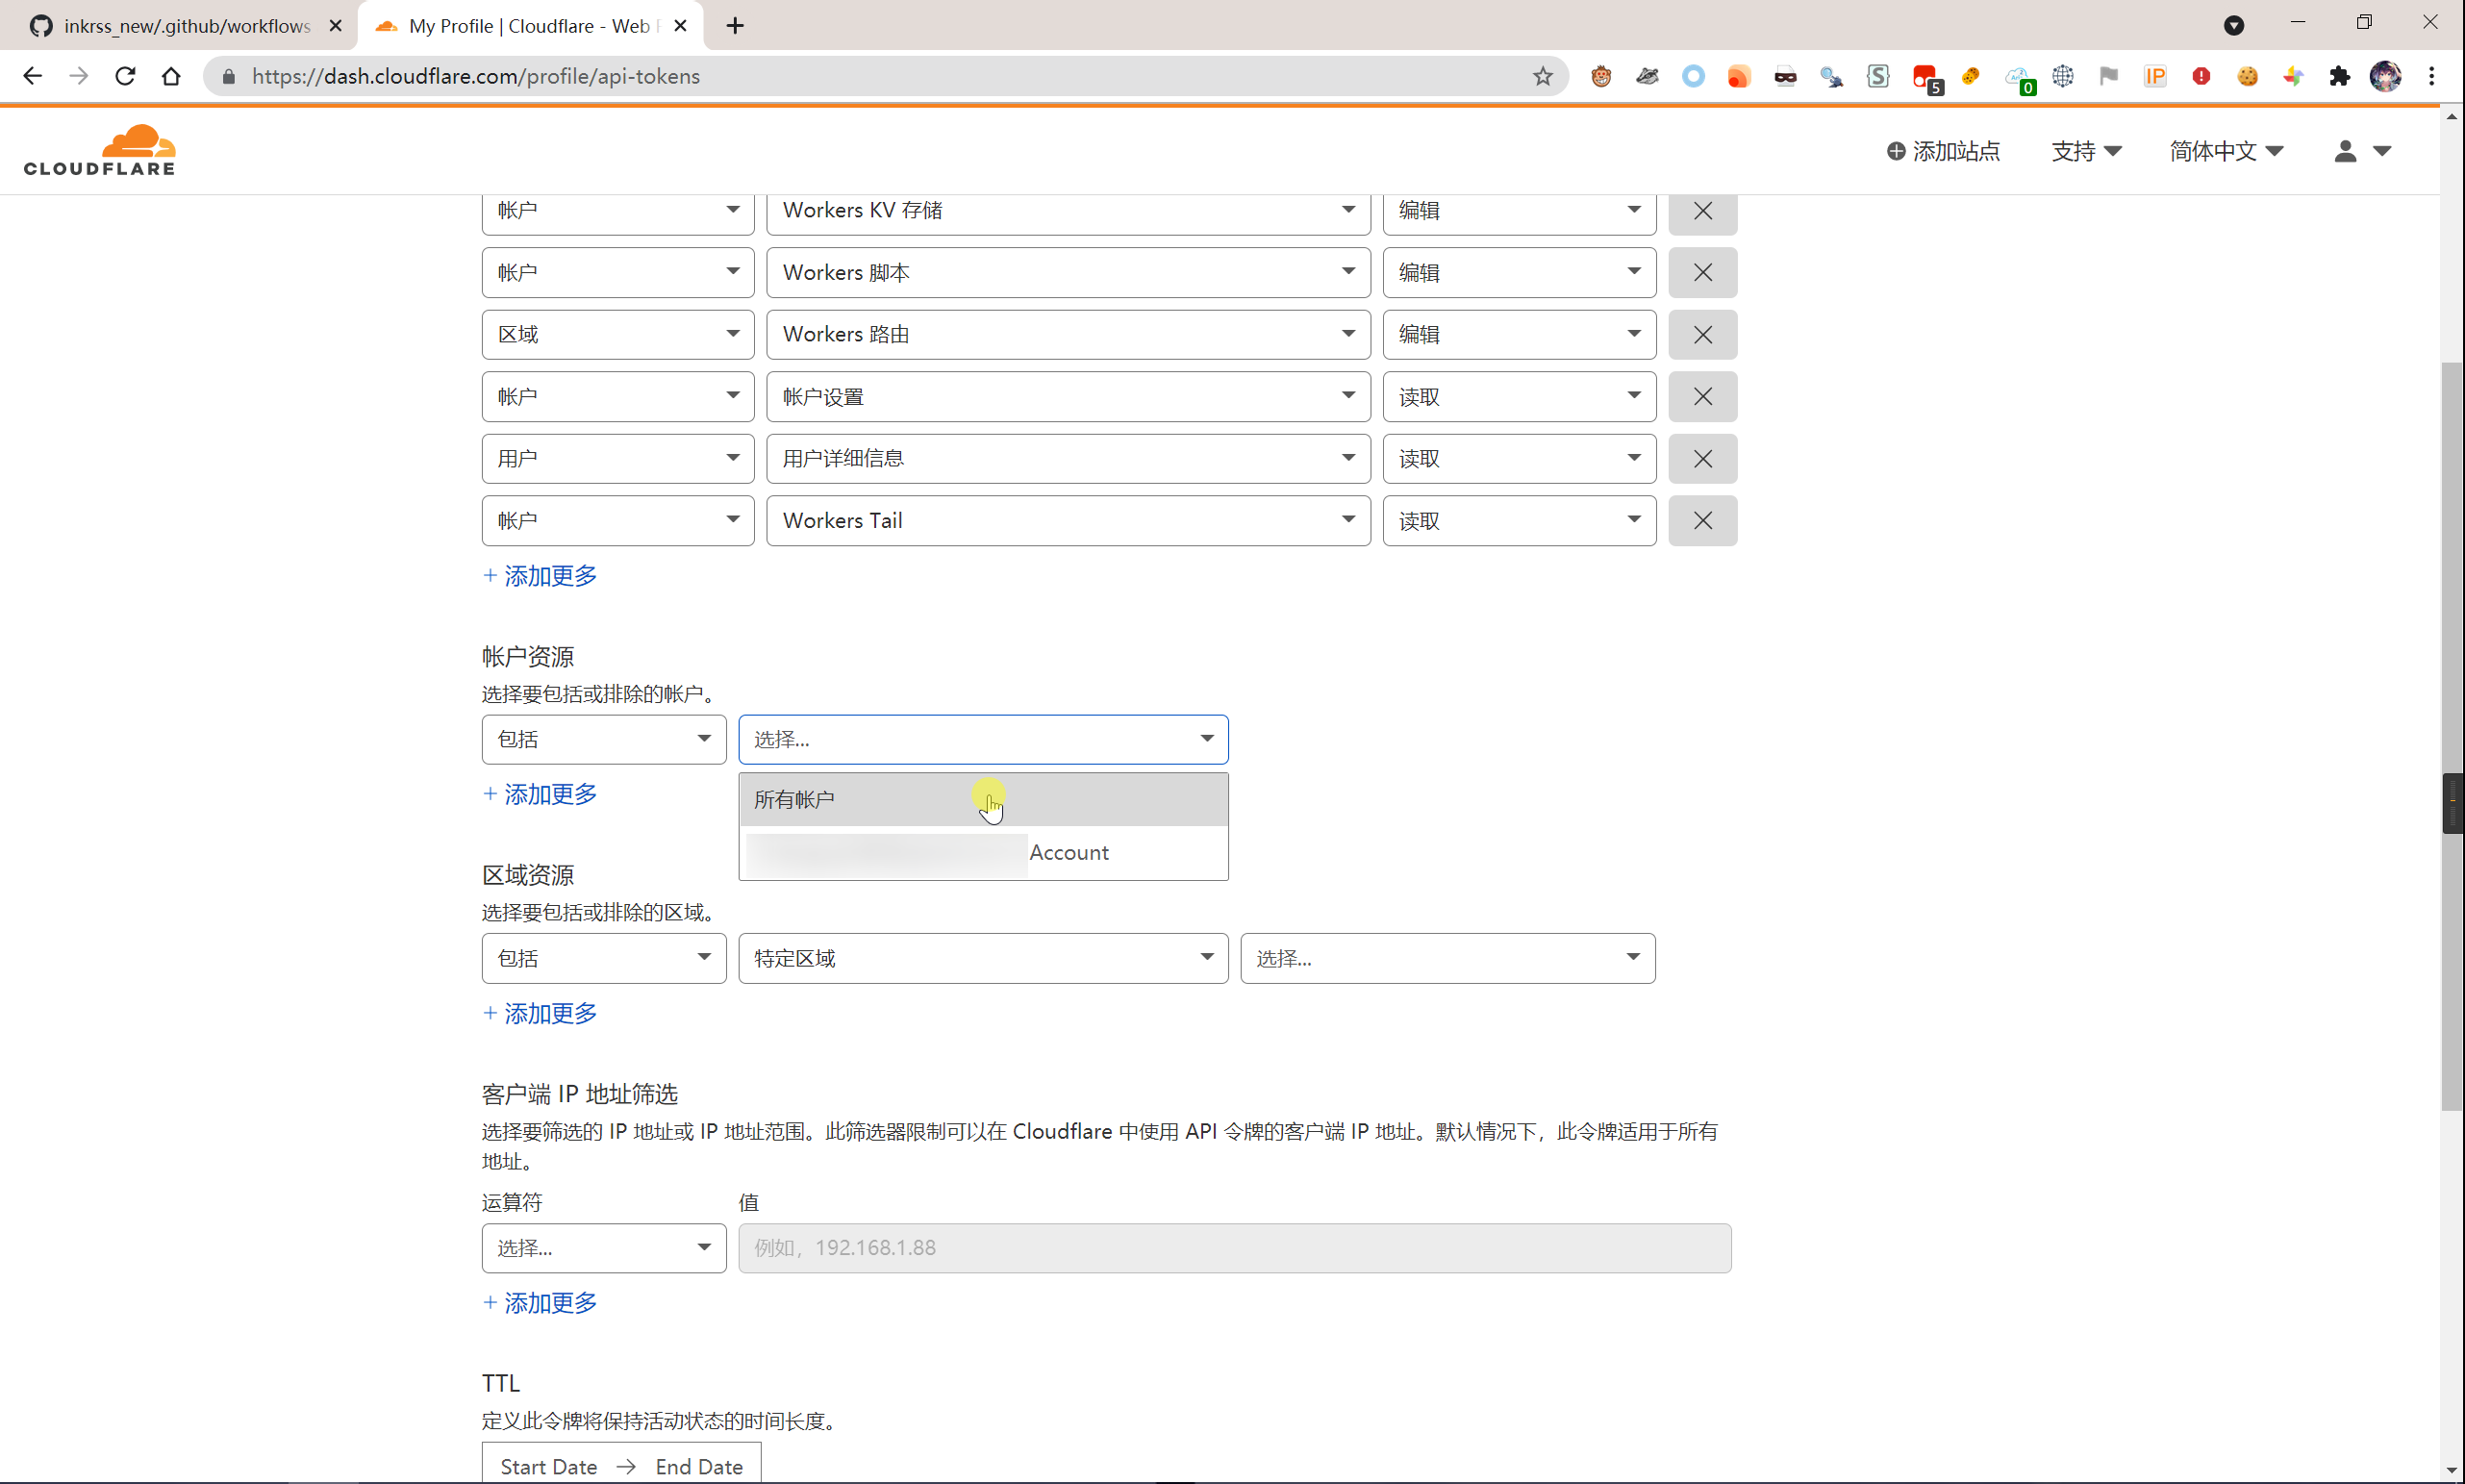 inkrss_new/.github/workflows
My Profile | Cloudflare - Web
https://dash.cloudflare.com/profile/api-tokens
5
0
IP
CLOUDFLARE
添加站点
支持
简体中文
帐户 Workers KV 存储 编辑
帐户 Workers 脚本 编辑
区域 Workers 路由 编辑
帐户 帐户设置 读取
用户 用户详细信息 读取
帐户 Workers Tail 读取
+ 添加更多
帐户资源
选择要包括或排除的帐户。
包括 选择...
+ 添加更多
所有帐户
Account
区域资源
选择要包括或排除的区域。
包括 特定区域 选择...
+ 添加更多
客户端 IP 地址筛选
选择要筛选的 IP 地址或 IP 地址范围。此筛选器限制可以在 Cloudflare 中使用 API 令牌的客户端 IP 地址。默认情况下，此令牌适用于所有
地址。
运算符 值
选择... 例如，192.168.1.88
+ 添加更多
TTL
定义此令牌将保持活动状态的时间长度。
Start Date → End Date